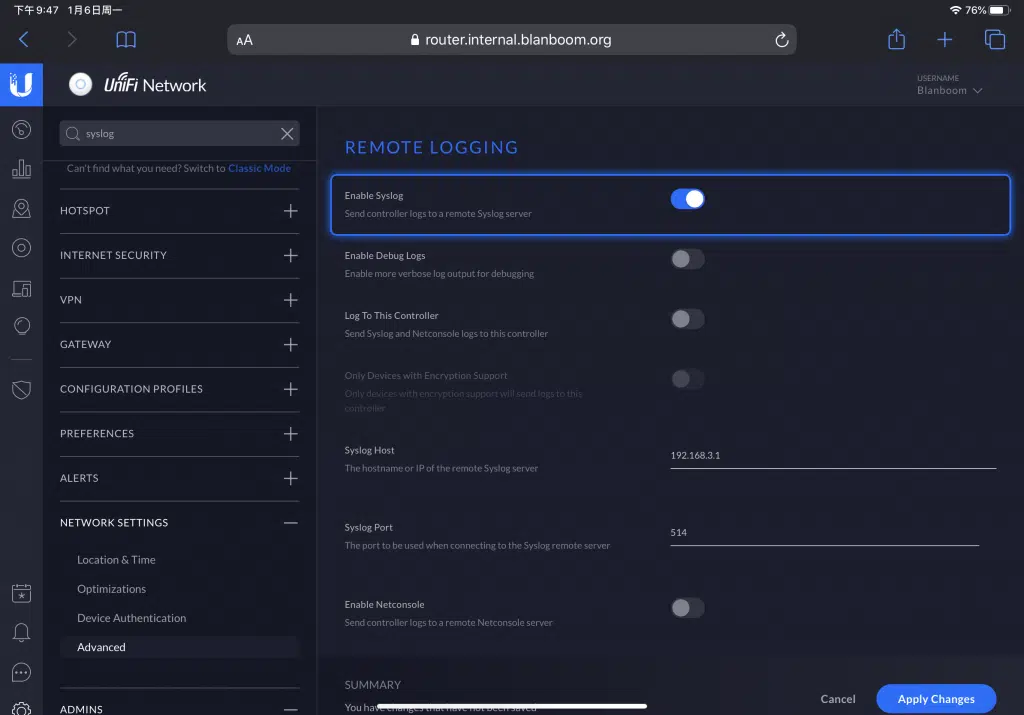 下午9:47 1月6日周一
76%
AA
router.internal.blanboom.org
UniFi Network
USERNAME
Blanboom
syslog
Can't find what you need? Switch to Classic Mode
HOTSPOT
INTERNET SECURITY
VPN
GATEWAY
CONFIGURATION PROFILES
PREFERENCES
ALERTS
NETWORK SETTINGS
Location & Time
Optimizations
Device Authentication
Advanced
ADMINS
REMOTE LOGGING
Enable Syslog
Send controller logs to a remote Syslog server
Enable Debug Logs
Enable more verbose log output for debugging
Log To This Controller
Send Syslog and Netconsole logs to this controller
Only Devices with Encryption Support
Only devices with encryption support will send logs to this
controller
Syslog Host
The hostname or IP of the remote Syslog server
192.168.3.1
Syslog Port
The port to be used when connecting to the Syslog remote server
514
Enable Netconsole
Send controller logs to a remote Netconsole server
SUMMARY
You have changes that have not been saved
Cancel
Apply Changes